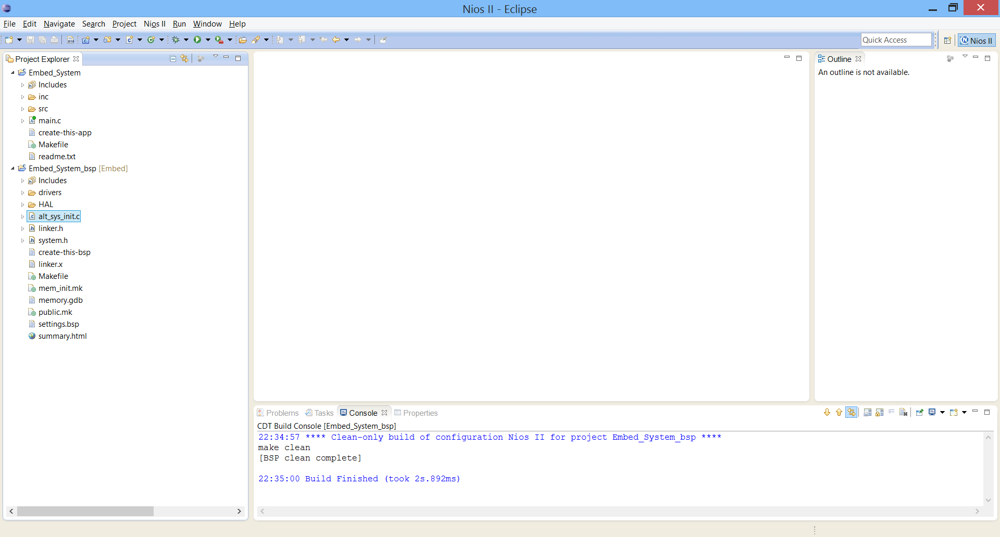 Nios II - Eclipse
File Edit Navigate Search Project Nios II Run Window Help
Quick Access
Nios II
Project Explorer
Embed_System
Includes
inc
src
main.c
create-this-app
Makefile
readme.txt
Embed_System_bsp [Embed]
Includes
drivers
HAL
alt_sys_init.c
linker.h
system.h
create-this-bsp
linker.x
Makefile
mem_init.mk
memory.gdb
public.mk
settings.bsp
summary.html
Outline
An outline is not available.
Problems Tasks Console Properties
CDT Build Console [Embed_System_bsp]
22:34:57 **** Clean-only build of configuration Nios II for project Embed_System_bsp ****
make clean
[BSP clean complete]
22:35:00 Build Finished (took 2s.892ms)